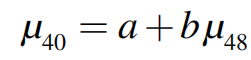 μ₄₀ = a + bμ₄₈